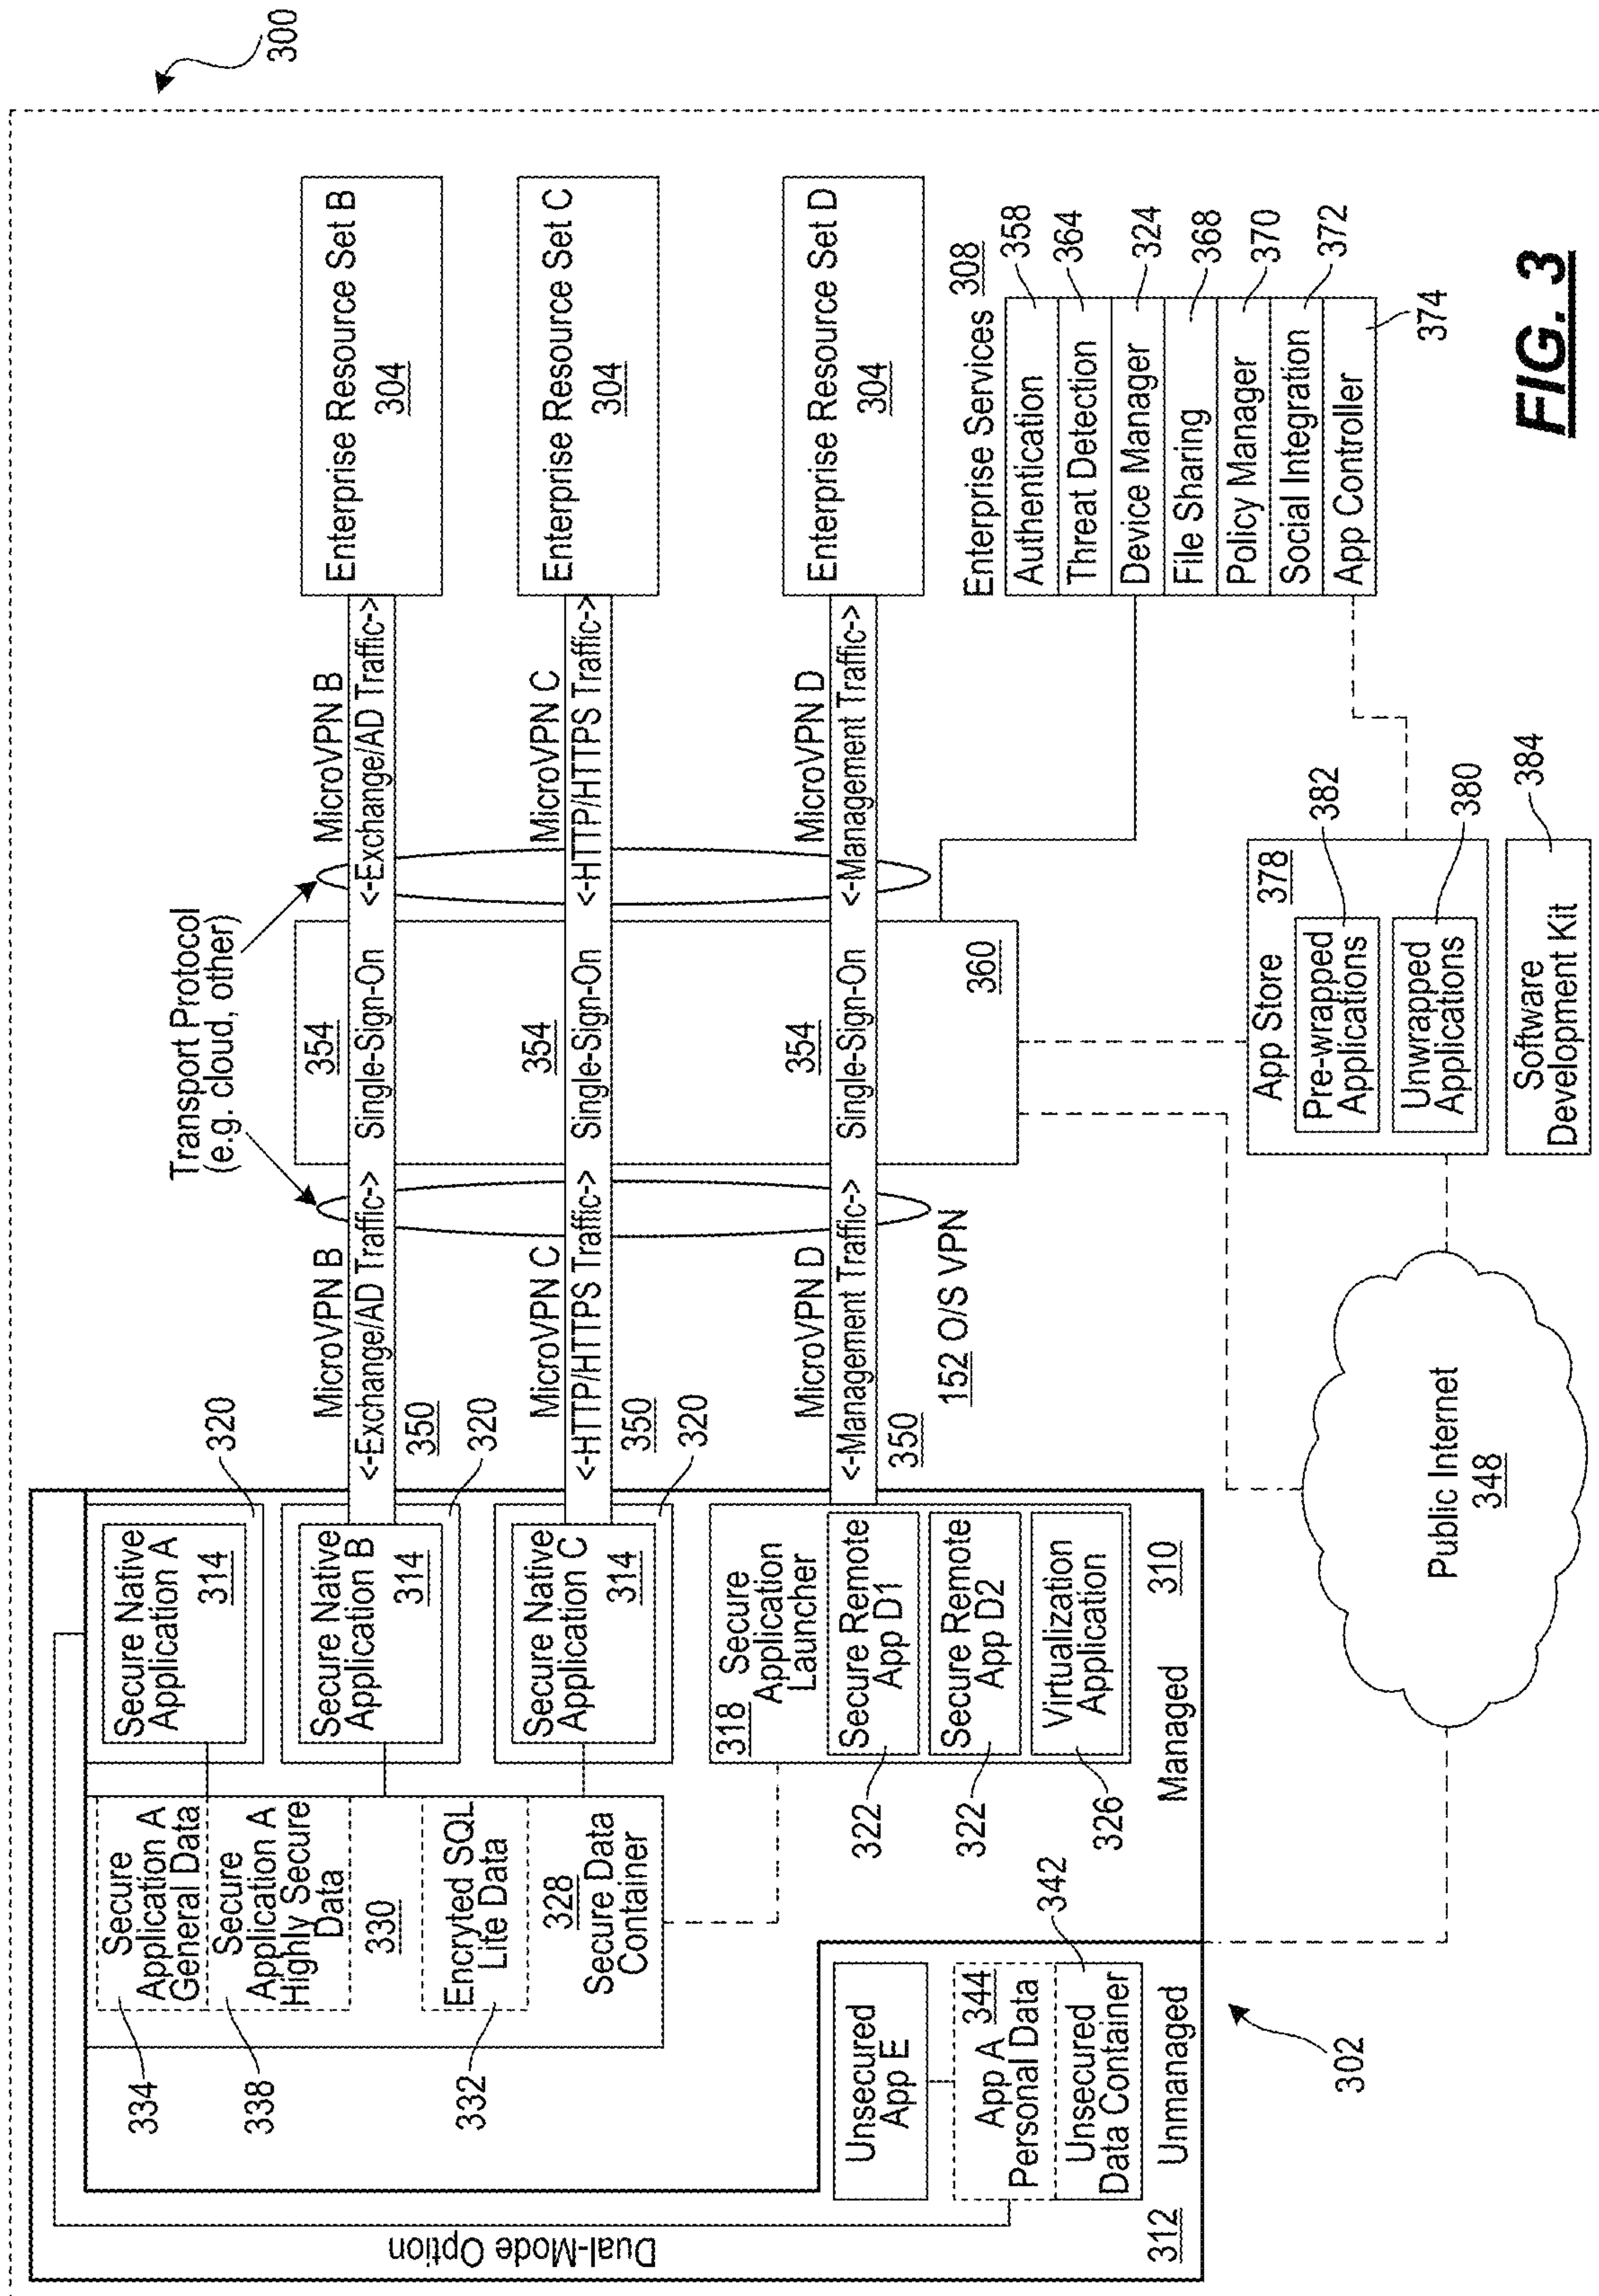 300
Dual-Mode Option
334
Secure
Application A
General Data
338
Secure
Application A
Highly Secure
Data
330
332
Encryted SQL
Lite Data
328
Secure Data
Container
Secure Native
Application A
314
320
Secure Native
Application B
314
320
Secure Native
Application C
314
320
318 Secure
Application
Launcher
322
Secure Remote
App D1
322
Secure Remote
App D2
326
Virtualization
Application
Managed
310
Unsecured
App E
344
App A
Personal Data
342
Unsecured
Data Container
312
Unmanaged
302
Transport Protocol
(e.g. cloud, other)
MicroVPN B
<-Exchange/AD Traffic->
350
354
Single-Sign-On
MicroVPN B
<-Exchange/AD Traffic->
Enterprise Resource Set B
304
MicroVPN C
<-HTTP/HTTPS Traffic->
350
354
Single-Sign-On
MicroVPN C
<-HTTP/HTTPS Traffic->
Enterprise Resource Set C
304
MicroVPN D
<-Management Traffic->
350
354
Single-Sign-On
MicroVPN D
<-Management Traffic->
Enterprise Resource Set D
304
152 O/S VPN
360
Enterprise Services 308
Authentication
358
Threat Detection
364
Device Manager
324
File Sharing
368
Policy Manager
370
Social Integration
372
App Controller
374
Public Internet
348
App Store 378
Pre-wrapped
Applications
382
Unwrapped
Applications
380
Software
Development Kit
384
FIG. 3